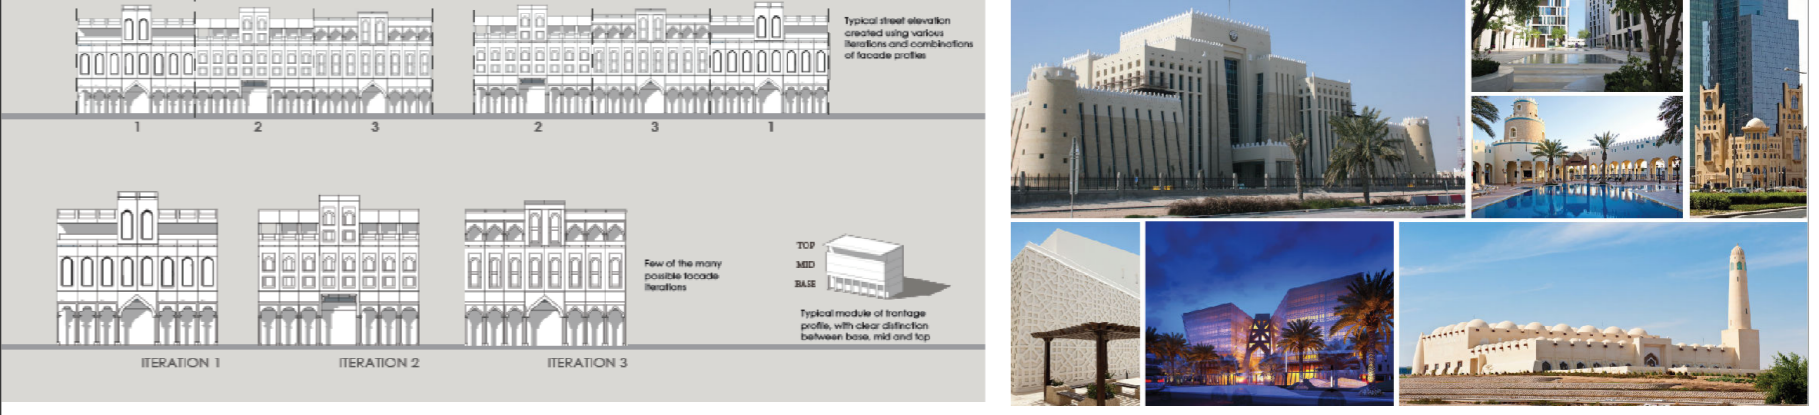 Typical street elevation
created using various
iterations and combinations
of facade profiles
1
2
3
2
3
1
Few of the many
possible facade
iterations
TOP
MID
BASE
Typical module of frontage
profile, with clear distinction
between base, mid and top
ITERATION 1
ITERATION 2
ITERATION 3